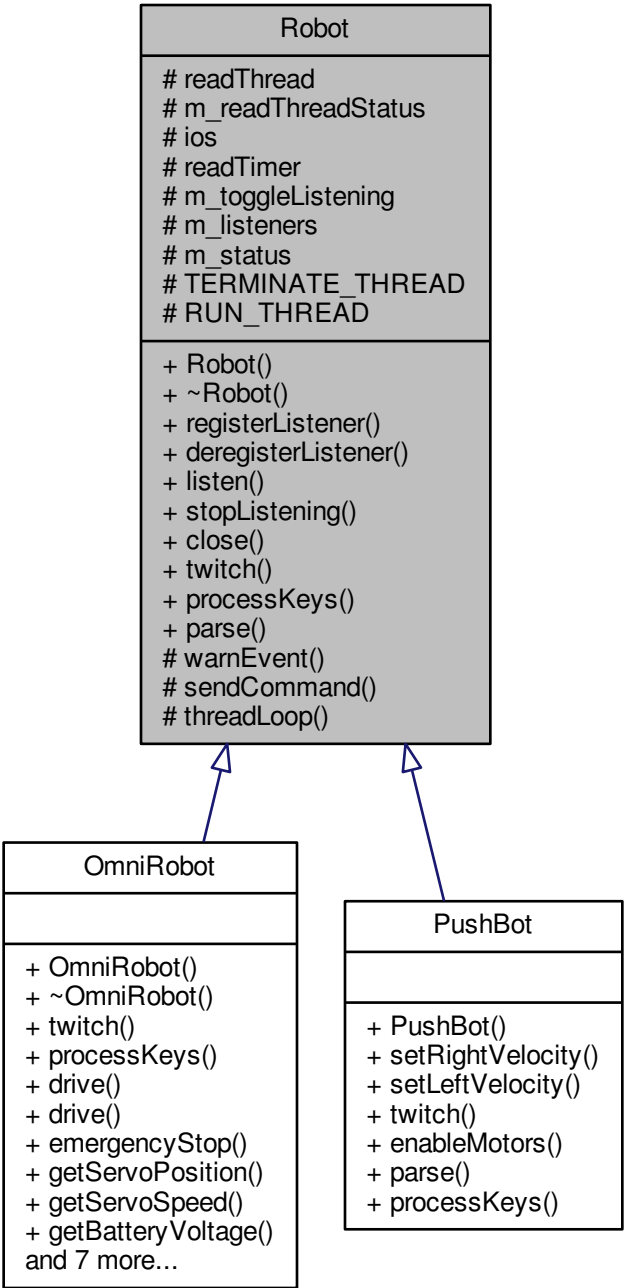 Robot
# readThread
# m_readThreadStatus
# ios
# readTimer
# m_toggleListening
# m_listeners
# m_status
# TERMINATE_THREAD
# RUN_THREAD
+ Robot()
+ ~Robot()
+ registerListener()
+ deregisterListener()
+ listen()
+ stopListening()
+ close()
+ twitch()
+ processKeys()
+ parse()
# warnEvent()
# sendCommand()
# threadLoop()
OmniRobot
+ OmniRobot()
+ ~OmniRobot()
+ twitch()
+ processKeys()
+ drive()
+ drive()
+ emergencyStop()
+ getServoPosition()
+ getServoSpeed()
+ getBatteryVoltage()
and 7 more...
PushBot
+ PushBot()
+ setRightVelocity()
+ setLeftVelocity()
+ twitch()
+ enableMotors()
+ parse()
+ processKeys()